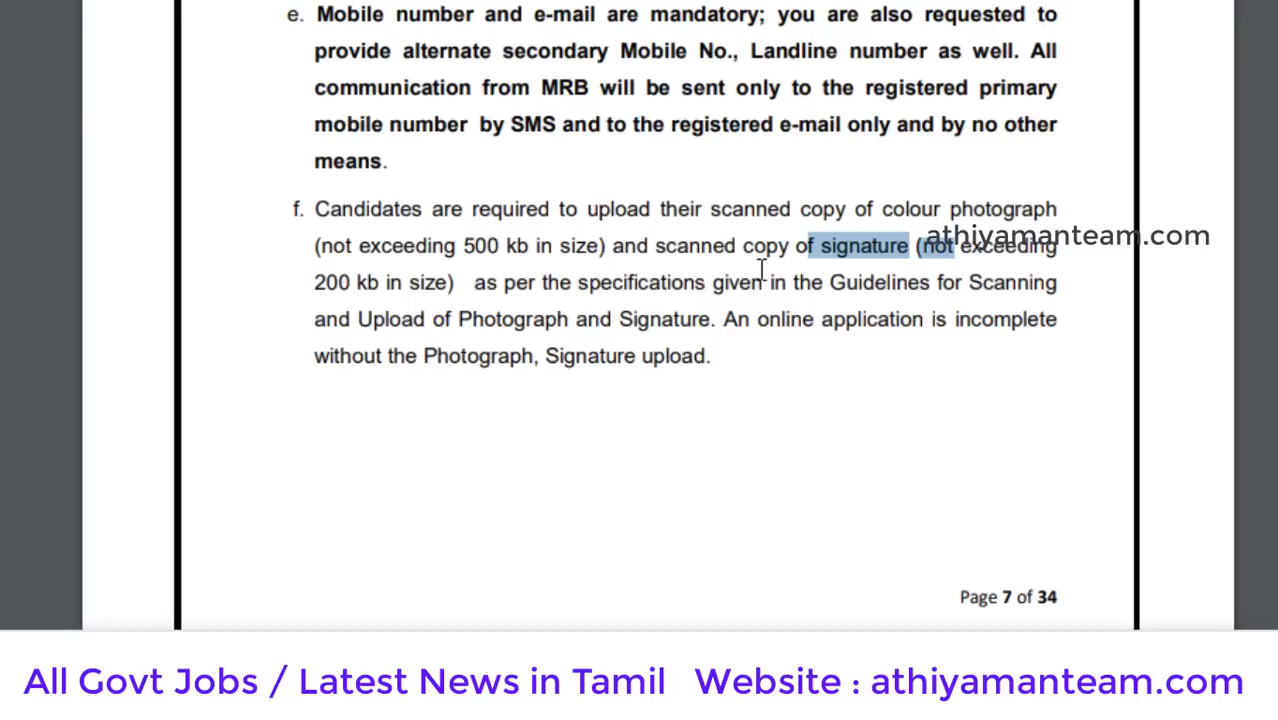 e. Mobile number and e-mail are mandatory; you are also requested to
provide alternate secondary Mobile No., Landline number as well. All
communication from MRB will be sent only to the registered primary
mobile number by SMS and to the registered e-mail only and by no other
means.
f. Candidates are required to upload their scanned copy of colour photograph
(not exceeding 500 kb in size) and scanned copy of signature (not exceeding
athiyamanteam.com
200 kb in size) as per the specifications given in the Guidelines for Scanning
and Upload of Photograph and Signature. An online application is incomplete
without the Photograph, Signature upload.
Page 7 of 34
All Govt Jobs / Latest News in Tamil Website : athiyamanteam.com